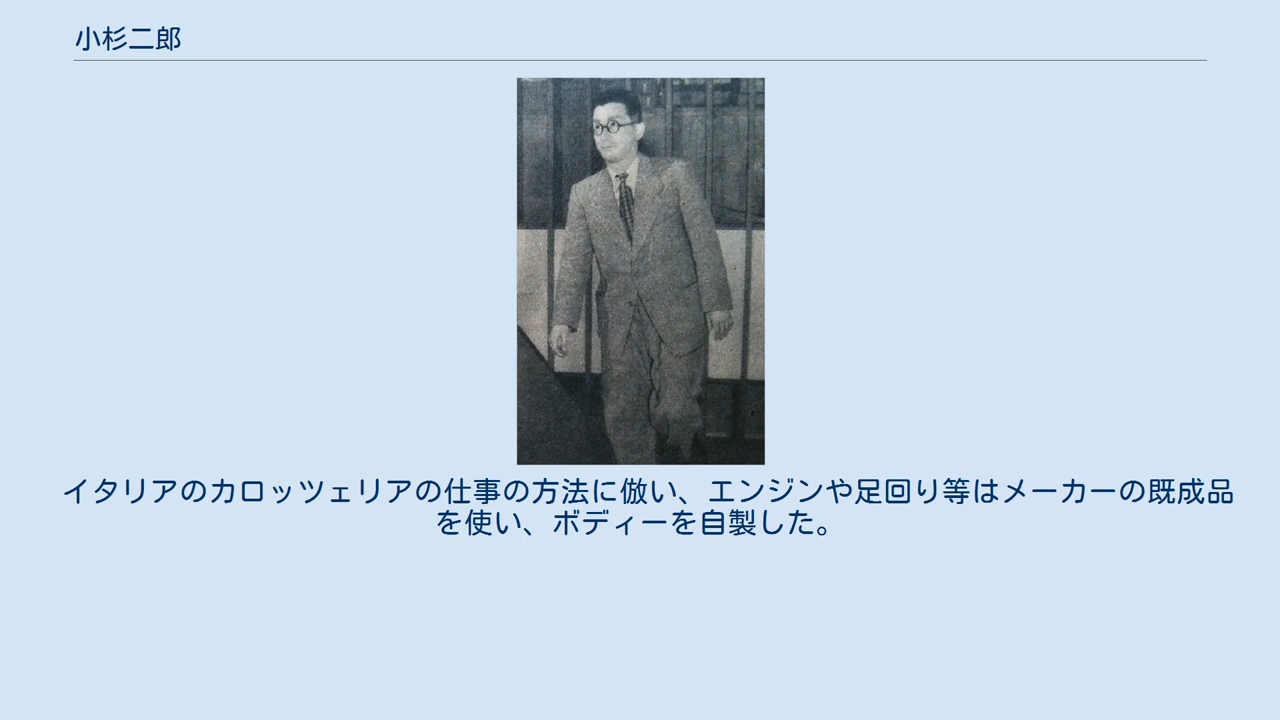 小杉二郎
イタリアのカロッツェリアの仕事の方法に倣い、エンジンや足回り等はメーカーの既成品
を使い、ボディーを自製した。